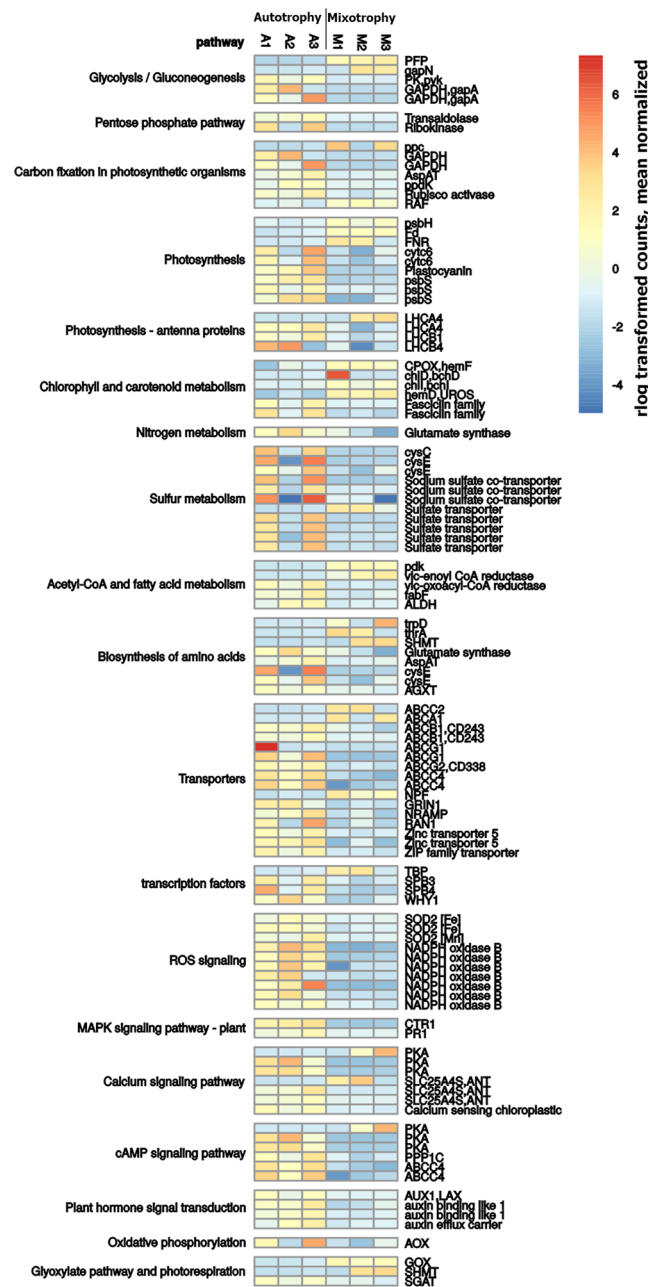 Autotrophy Mixotrophy
pathway A1 A2 A3 M1 M2 M3
Glycolysis / Gluconeogenesis
PFP
gapN
PK,pyk
GAPDH,gapA
GAPDH,gapA
Pentose phosphate pathway
Transaldolase
Ribokinase
Carbon fixation in photosynthetic organisms
ppc
GAPDH
GAPDH
AspAT
ppdK
Rubisco activase
RAF
Photosynthesis
psbH
Fd
FNR
cytc6
cytc6
Plastocyanin
psbS
psbS
psbS
Photosynthesis - antenna proteins
LHCA4
LHCA4
LHCB1
LHCB4
Chlorophyll and carotenoid metabolism
CPOX,hemF
chlD,bchD
chlI,bchI
hemD,UROS
Fasciclin family
Fasciclin family
Nitrogen metabolism
Glutamate synthase
Sulfur metabolism
cysC
cysE
cysE
Sodium sulfate co-transporter
Sodium sulfate co-transporter
Sodium sulfate co-transporter
Sulfate transporter
Sulfate transporter
Sulfate transporter
Sulfate transporter
Sulfate transporter
Acetyl-CoA and fatty acid metabolism
pdk
vlc-enoyl CoA reductase
vlc-oxoacyl-CoA reductase
fabF
ALDH
Biosynthesis of amino acids
trpD
thrA
SHMT
Glutamate synthase
AspAT
cysE
cysE
AGXT
Transporters
ABCC2
ABCA1
ABCB1,CD243
ABCB1,CD243
ABCG1
ABCG1
ABCG2,CD338
ABCC4
ABCC4
NPF
GRIN1
NRAMP
RAN1
Zinc transporter 5
Zinc transporter 5
ZIP family transporter
transcription factors
TBP
SPB3
SPB4
WHY1
ROS signaling
SOD2 [Fe]
SOD2 [Fe]
SOD2 [Mn]
NADPH oxidase B
NADPH oxidase B
NADPH oxidase B
NADPH oxidase B
NADPH oxidase B
NADPH oxidase B
NADPH oxidase B
MAPK signaling pathway - plant
CTR1
PR1
Calcium signaling pathway
PKA
PKA
PKA
SLC25A4S,ANT
SLC25A4S,ANT
SLC25A4S,ANT
Calcium sensing chloroplastic
cAMP signaling pathway
PKA
PKA
PKA
PPP1C
ABCC4
ABCC4
Plant hormone signal transduction
AUX1,LAX
auxin binding like 1
auxin binding like 1
auxin efflux carrier
Oxidative phosphorylation
AOX
Glyoxylate pathway and photorespiration
GOX
SHMT
SGAT
6
4
2
0
-2
-4
rlog transformed counts, mean normalized